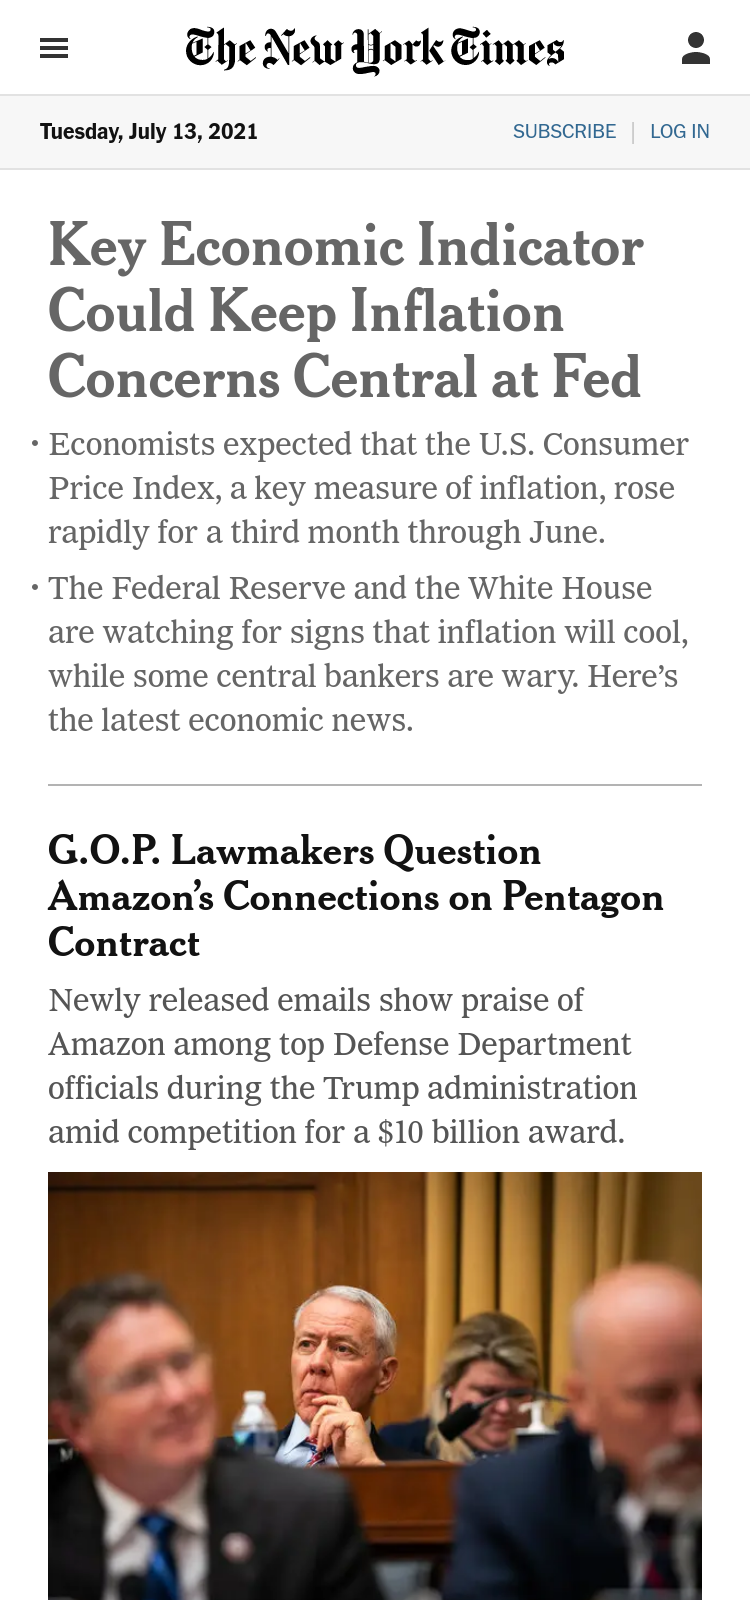 The New York Times
Tuesday, July 13, 2021
SUBSCRIBE | LOG IN
Key Economic Indicator
Could Keep Inflation
Concerns Central at Fed
• Economists expected that the U.S. Consumer
Price Index, a key measure of inflation, rose
rapidly for a third month through June.
• The Federal Reserve and the White House
are watching for signs that inflation will cool,
while some central bankers are wary. Here’s
the latest economic news.
G.O.P. Lawmakers Question
Amazon’s Connections on Pentagon
Contract
Newly released emails show praise of
Amazon among top Defense Department
officials during the Trump administration
amid competition for a $10 billion award.